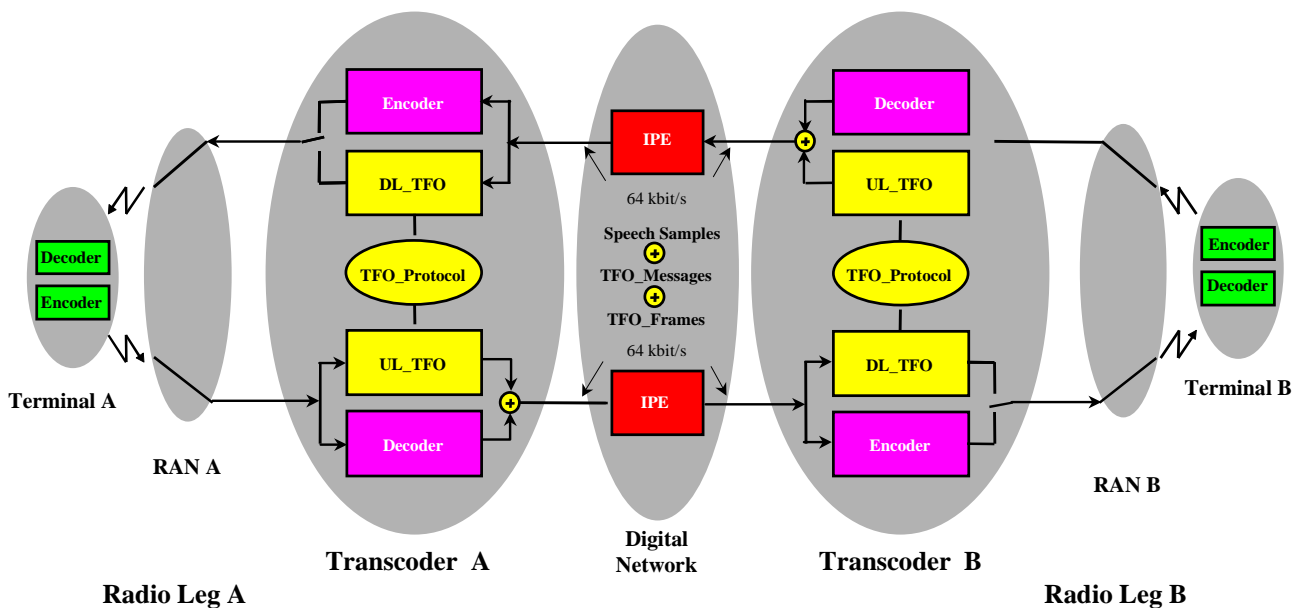 Encoder
DL_TFO
TFO_Protocol
UL_TFO
Decoder
Decoder
Encoder
Terminal A
RAN A
Transcoder A
Radio Leg A
IPE
64 kbit/s
Speech Samples
+
TFO_Messages
+
TFO_Frames
64 kbit/s
IPE
+
Digital
Network
Decoder
+
UL_TFO
TFO_Protocol
DL_TFO
Encoder
Transcoder B
Encoder
Decoder
Terminal B
RAN B
Radio Leg B